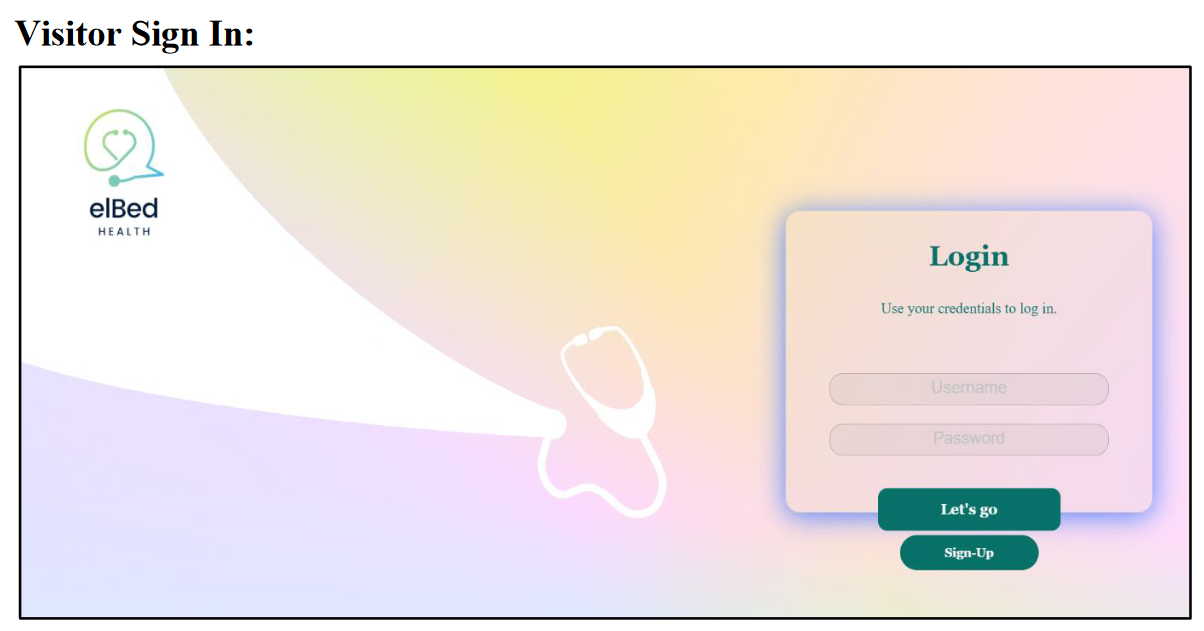 Visitor Sign In:
elBed
HEALTH
Login
Use your credentials to log in.
Username
Password
Let's go
Sign-Up